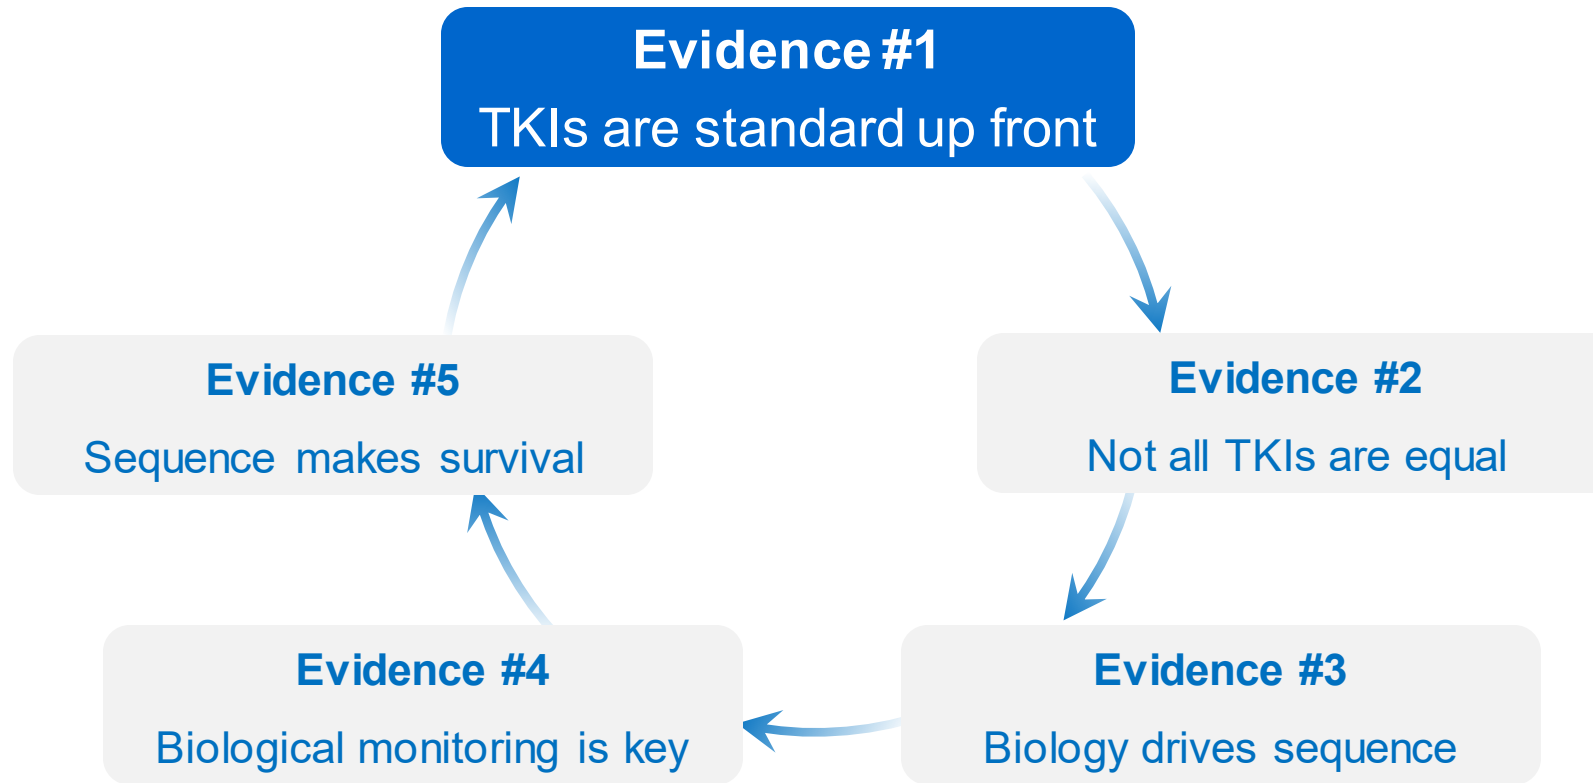 Evidence #1
TKIs are standard up front
Evidence #2
Not all TKIs are equal
Evidence #3
Biology drives sequence
Evidence #4
Biological monitoring is key
Evidence #5
Sequence makes survival